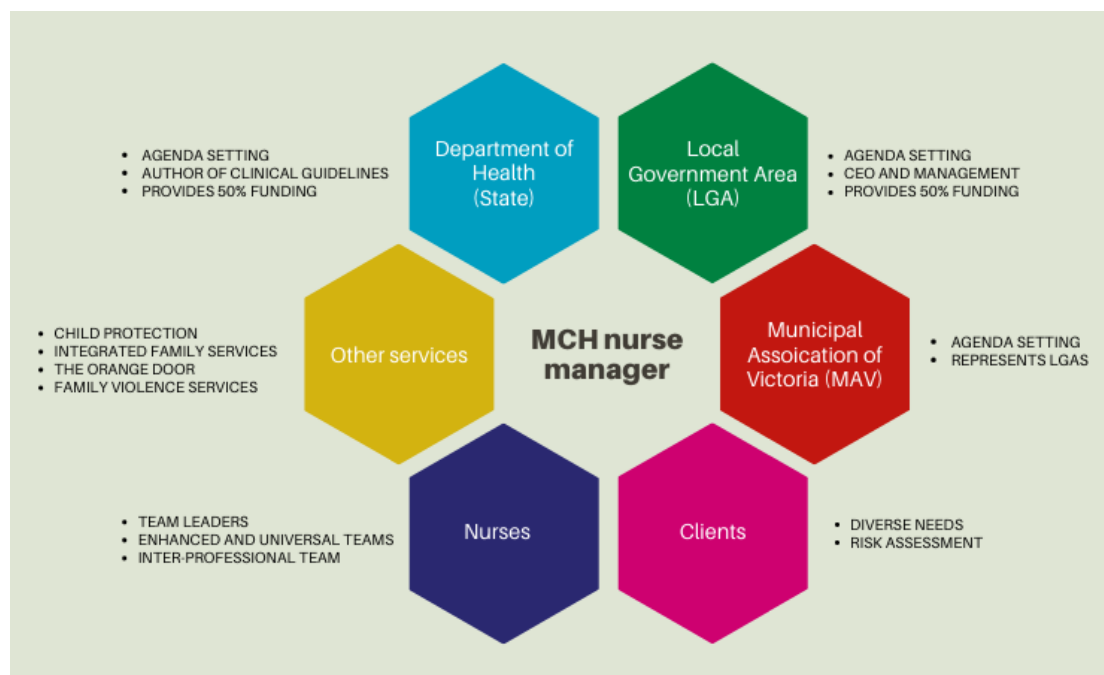 Department of
Health
(State)
• AGENDA SETTING
• AUTHOR OF CLINICAL GUIDELINES
• PROVIDES 50% FUNDING
Local
Government Area
(LGA)
• AGENDA SETTING
• CEO AND MANAGEMENT
• PROVIDES 50% FUNDING
• CHILD PROTECTION
• INTEGRATED FAMILY SERVICES
• THE ORANGE DOOR
• FAMILY VIOLENCE SERVICES
Other services
MCH nurse
manager
Municipal
Assoication of
Victoria (MAV)
• AGENDA SETTING
• REPRESENTS LGAS
• TEAM LEADERS
• ENHANCED AND UNIVERSAL TEAMS
• INTER-PROFESSIONAL TEAM
Nurses
Clients
• DIVERSE NEEDS
• RISK ASSESSMENT